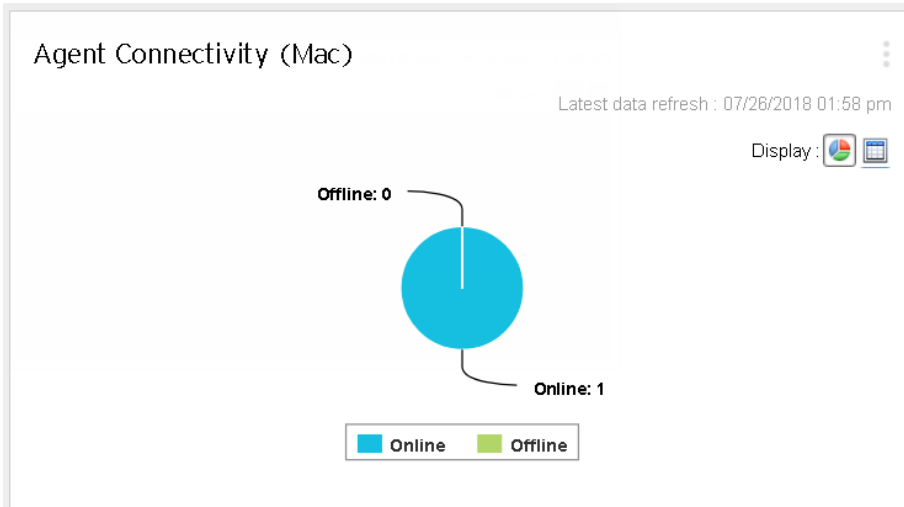 Agent Connectivity (Mac)
Latest data refresh : 07/26/2018 01:58 pm
Display :
Offline: 0
Online: 1
Online Offline